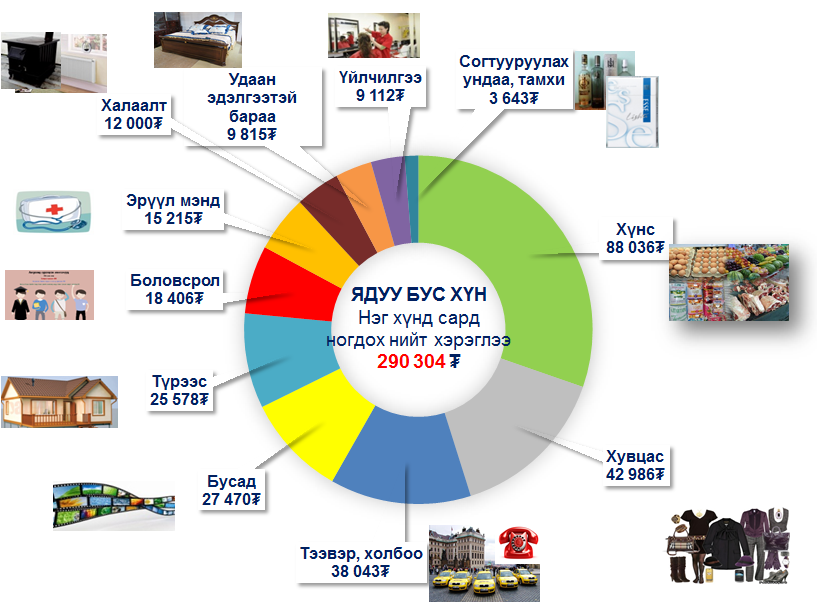 Согтууруулах
ундаа, тамхи
3 643₮
Үйлчилгээ
9 112₮
Удаан
эдэлгээтэй
бараа
9 815₮
Халаалт
12 000₮
Эрүүл мэнд
15 215₮
Боловсрол
18 406₮
Түрээс
25 578₮
Бусад
27 470₮
Тээвэр, холбоо
38 043₮
Хувцас
42 986₮
Хүнс
88 036₮
ЯДУУ БУС ХҮН
Нэг хүнд сард
ногдох нийт хэрэглээ
290 304 ₮